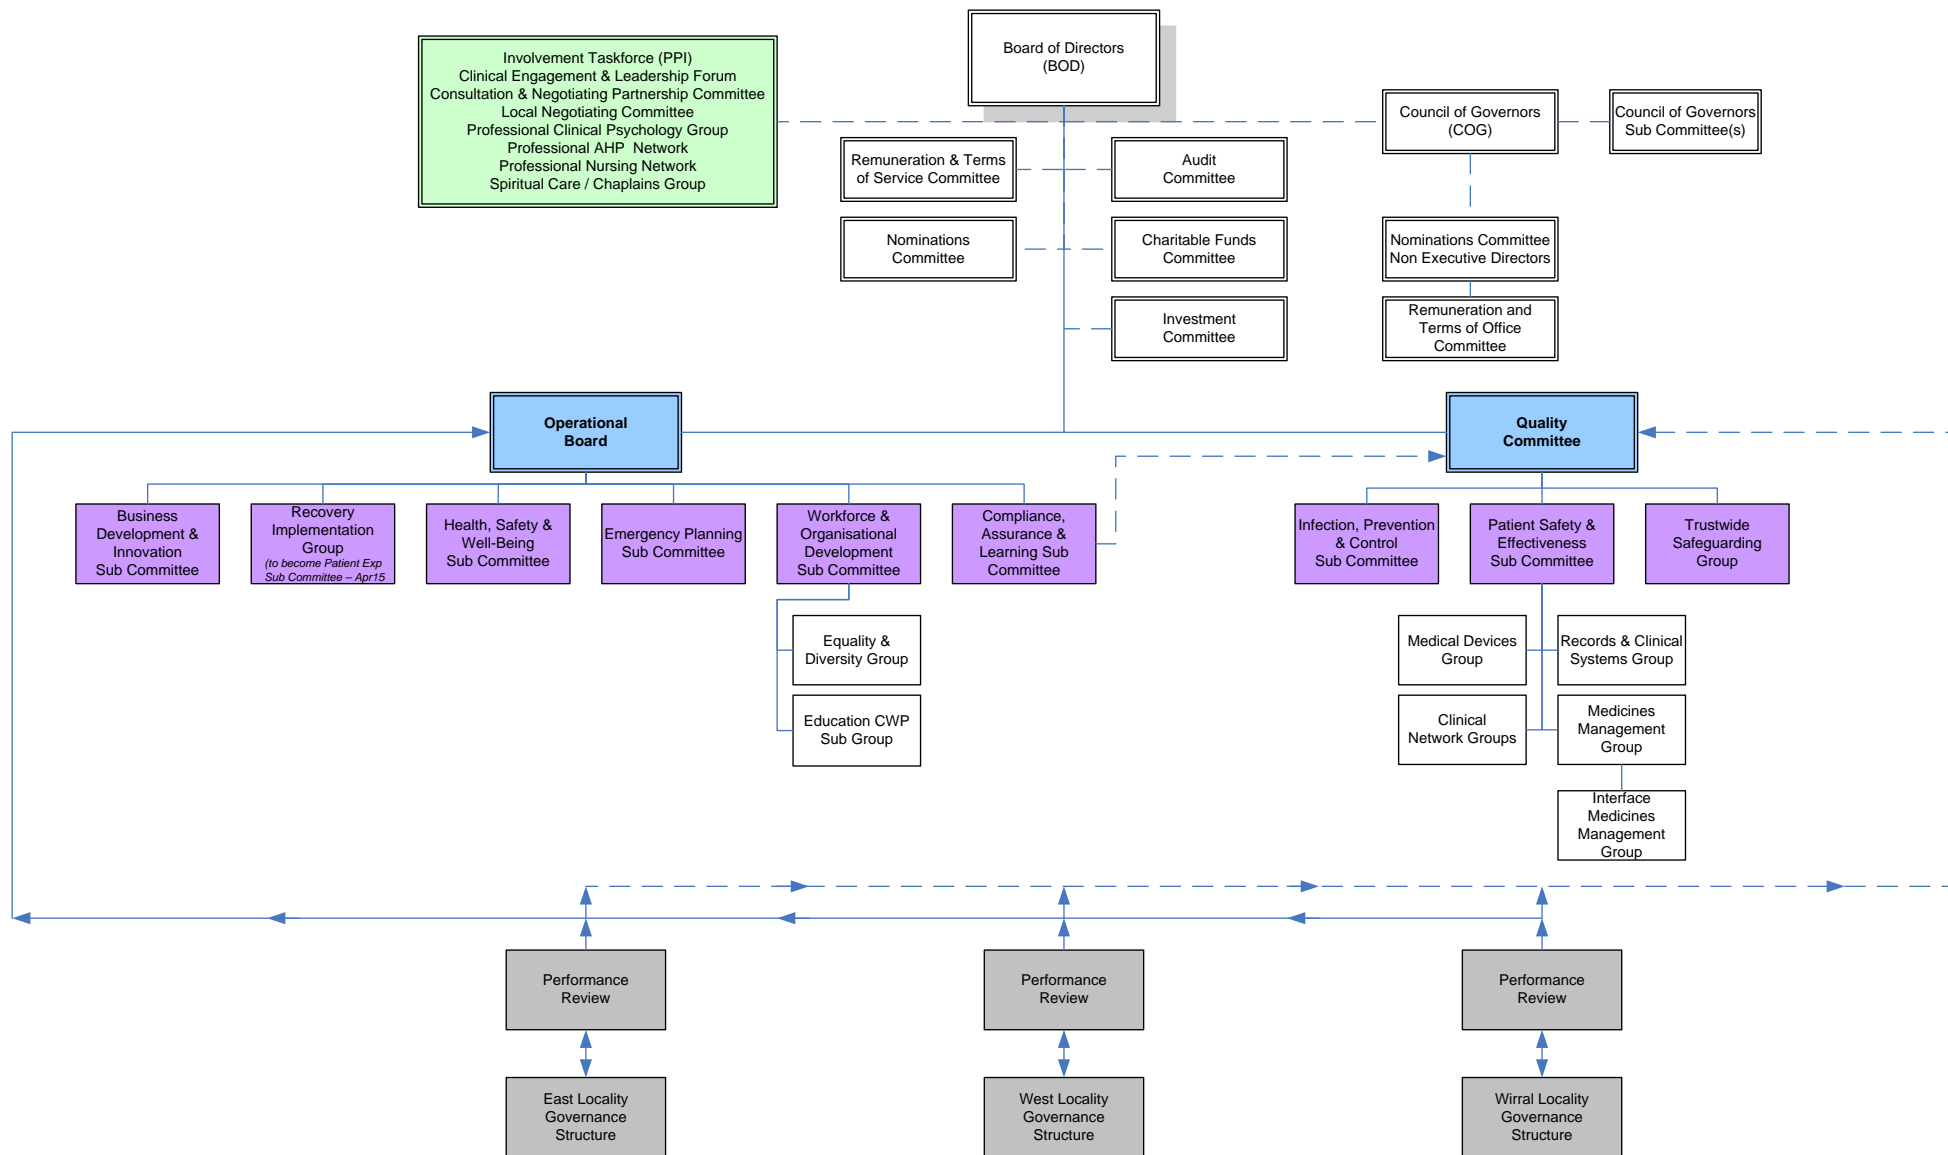 Board of Directors
(BOD)
Involvement Taskforce (PPI)
Clinical Engagement & Leadership Forum
Consultation & Negotiating Partnership Committee
Local Negotiating Committee
Professional Clinical Psychology Group
Professional AHP  Network
Professional Nursing Network
Spiritual Care / Chaplains Group
Council of Governors
(COG)
Council of Governors
Sub Committee(s)
Remuneration & Terms
of Service Committee
Audit
Committee
Nominations
Committee
Charitable Funds
Committee
Nominations Committee
Non Executive Directors
Investment
Committee
Remuneration and
Terms of Office
Committee
Operational
Board
Quality
Committee
Business
Development &
Innovation
Sub Committee
Recovery
Implementation
Group
(to become Patient Exp
Sub Committee – Apr15
Health, Safety &
Well-Being
Sub Committee
Emergency Planning
Sub Committee
Workforce &
Organisational
Development
Sub Committee
Compliance,
Assurance &
Learning Sub
Committee
Infection, Prevention
& Control
Sub Committee
Patient Safety &
Effectiveness
Sub Committee
Trustwide
Safeguarding
Group
Equality &
Diversity Group
Medical Devices
Group
Records & Clinical
Systems Group
Education CWP
Sub Group
Clinical
Network Groups
Medicines
Management
Group
Interface
Medicines
Management
Group
Performance
Review
Performance
Review
Performance
Review
East Locality
Governance
Structure
West Locality
Governance
Structure
Wirral Locality
Governance
Structure